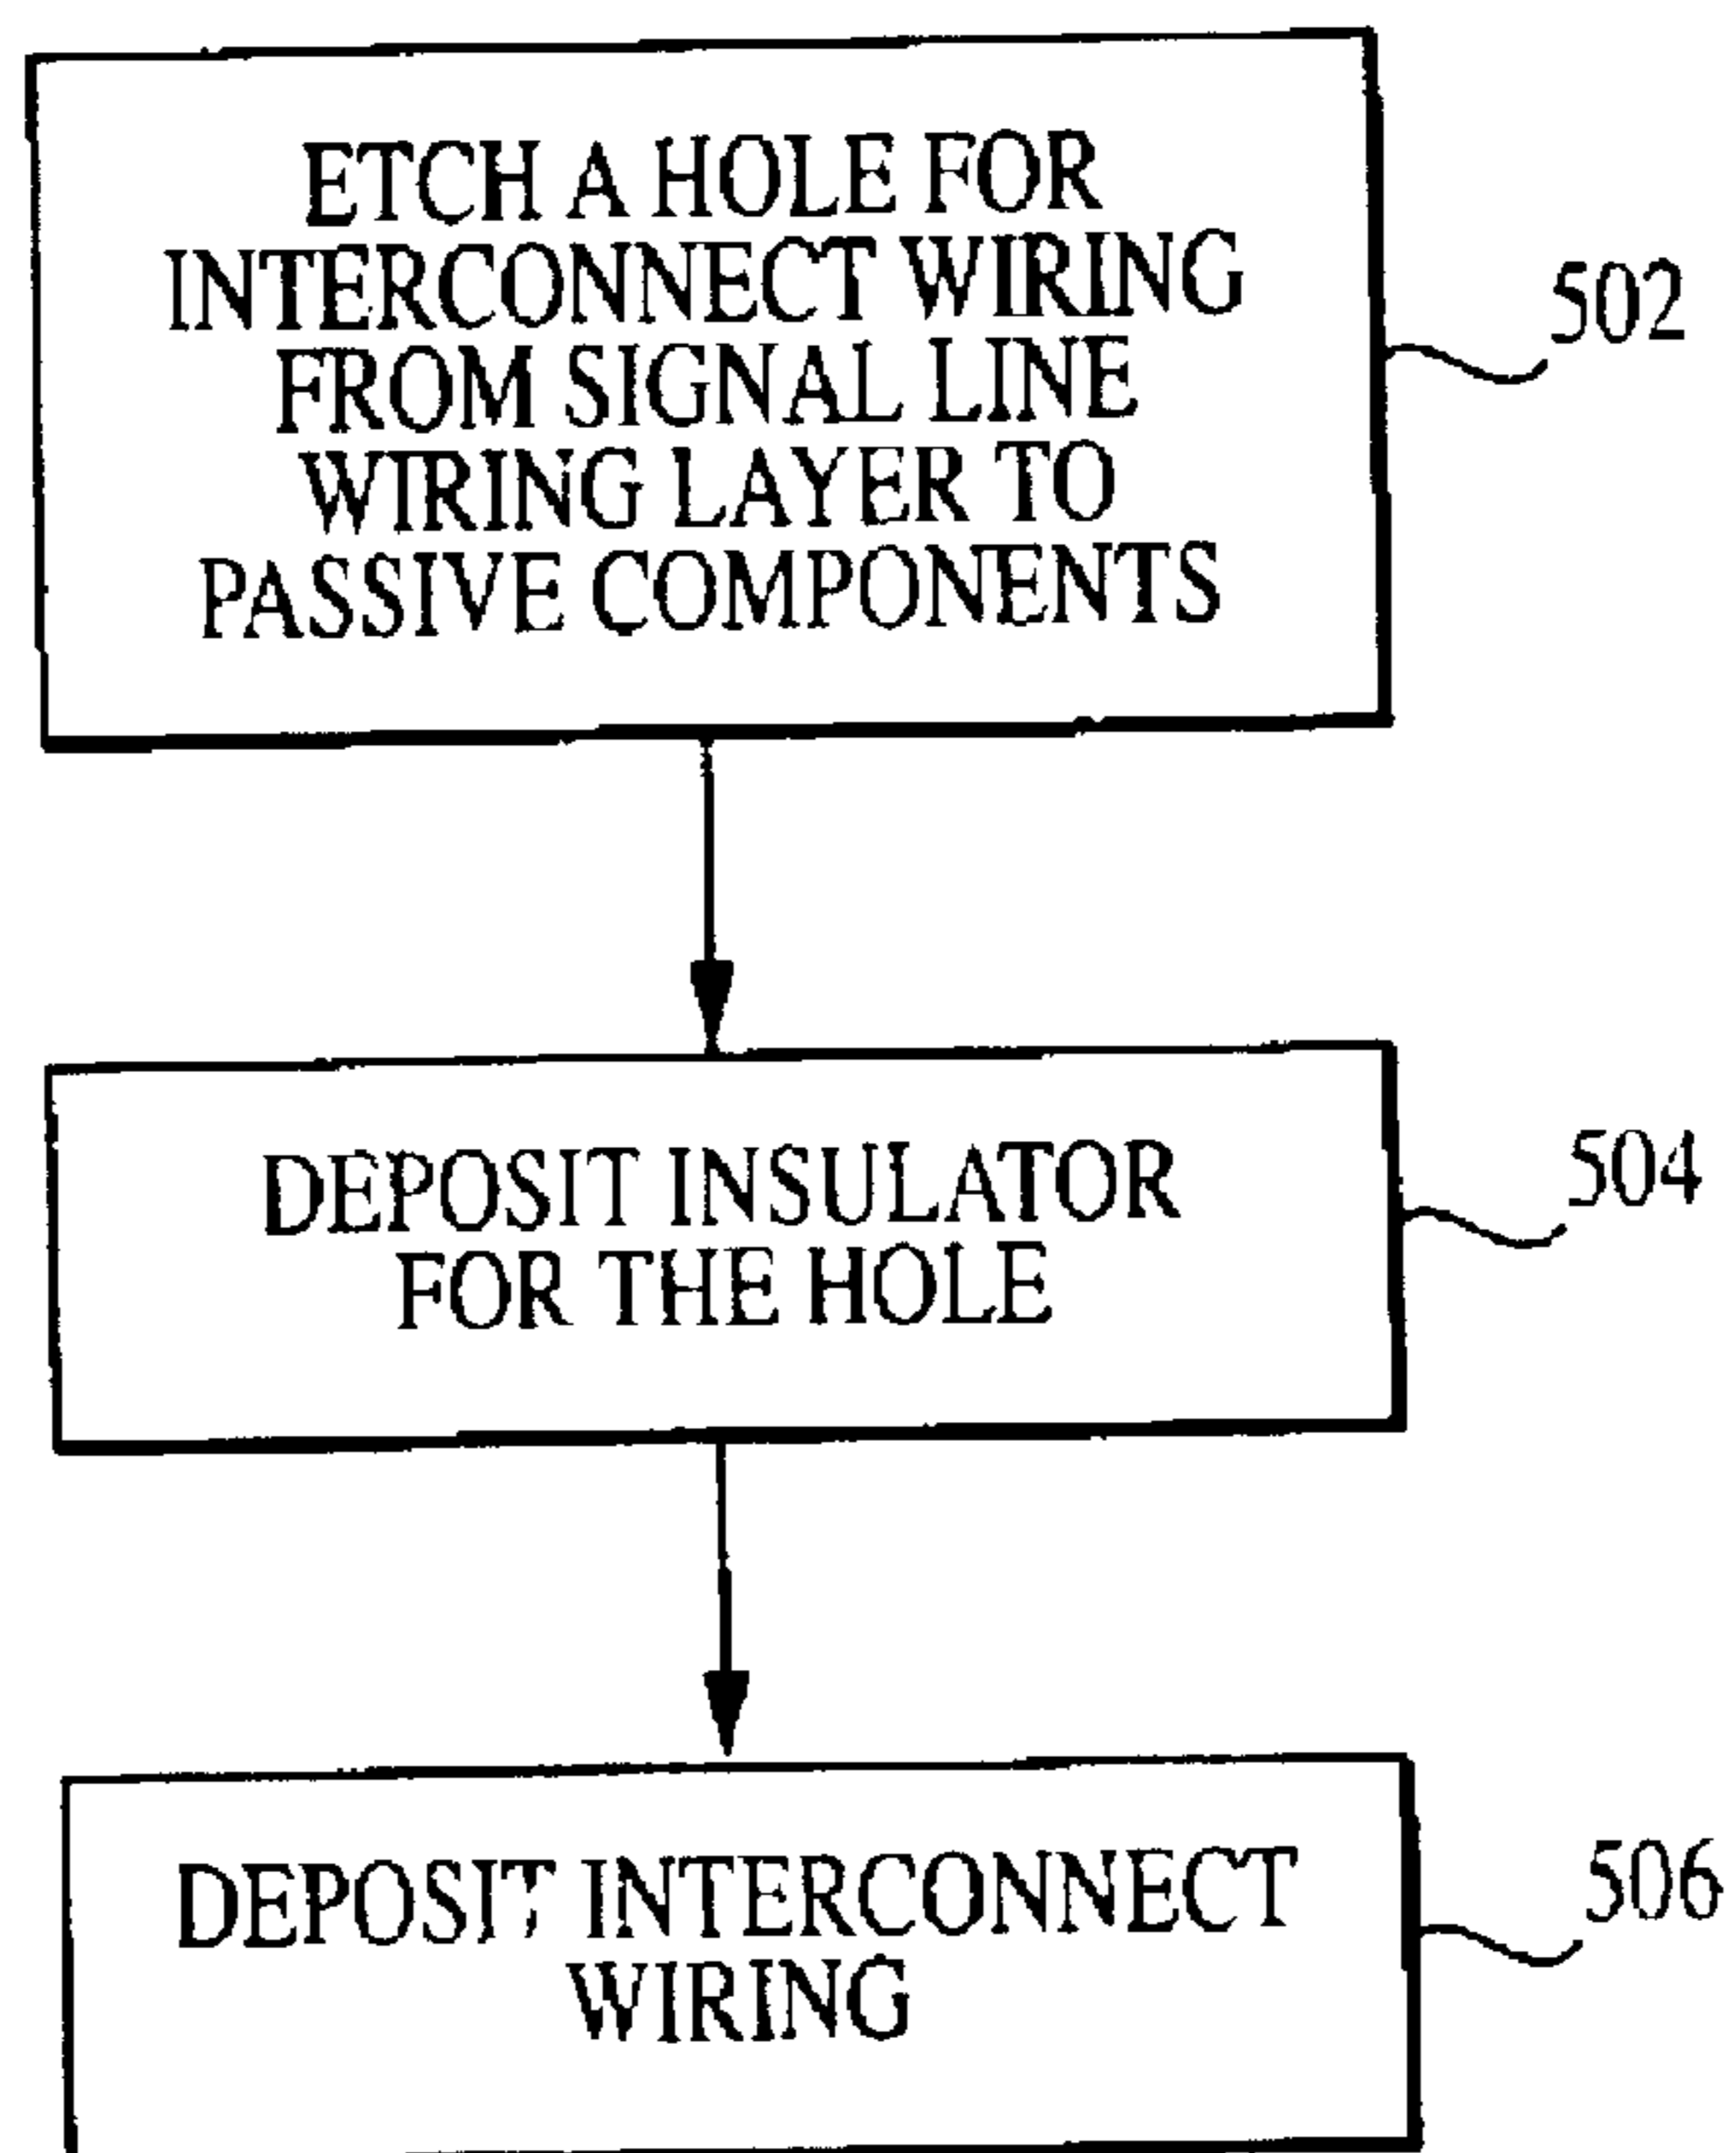 ETCH A HOLE FOR
INTERCONNECT WIRING
FROM SIGNAL LINE
WIRING LAYER TO
PASSIVE COMPONENTS
502
DEPOSIT INSULATOR
FOR THE HOLE
504
DEPOSIT INTERCONNECT
WIRING
506